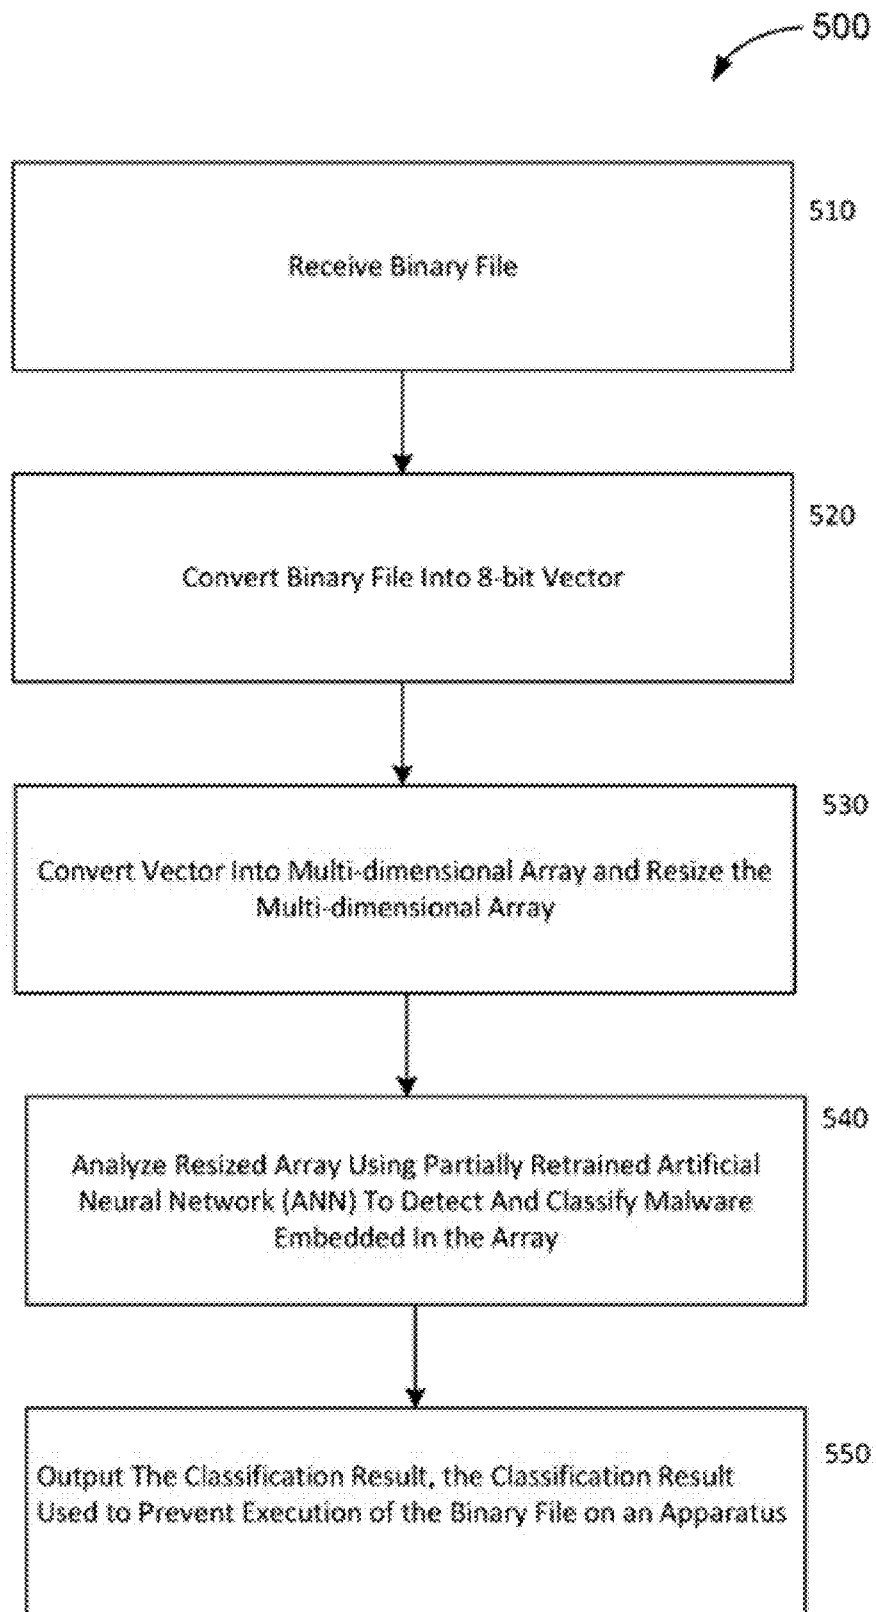 500
510
Receive Binary File
520
Convert Binary File Into 8-bit Vector
530
Convert Vector Into Multi-dimensional Array and Resize the
Multi-dimensional Array
540
Analyze Resized Array Using Partially Retrained Artificial
Neural Network (ANN) To Detect And Classify Malware
Embedded In the Array
550
Output The Classification Result, the Classification Result
Used to Prevent Execution of the Binary File on an Apparatus